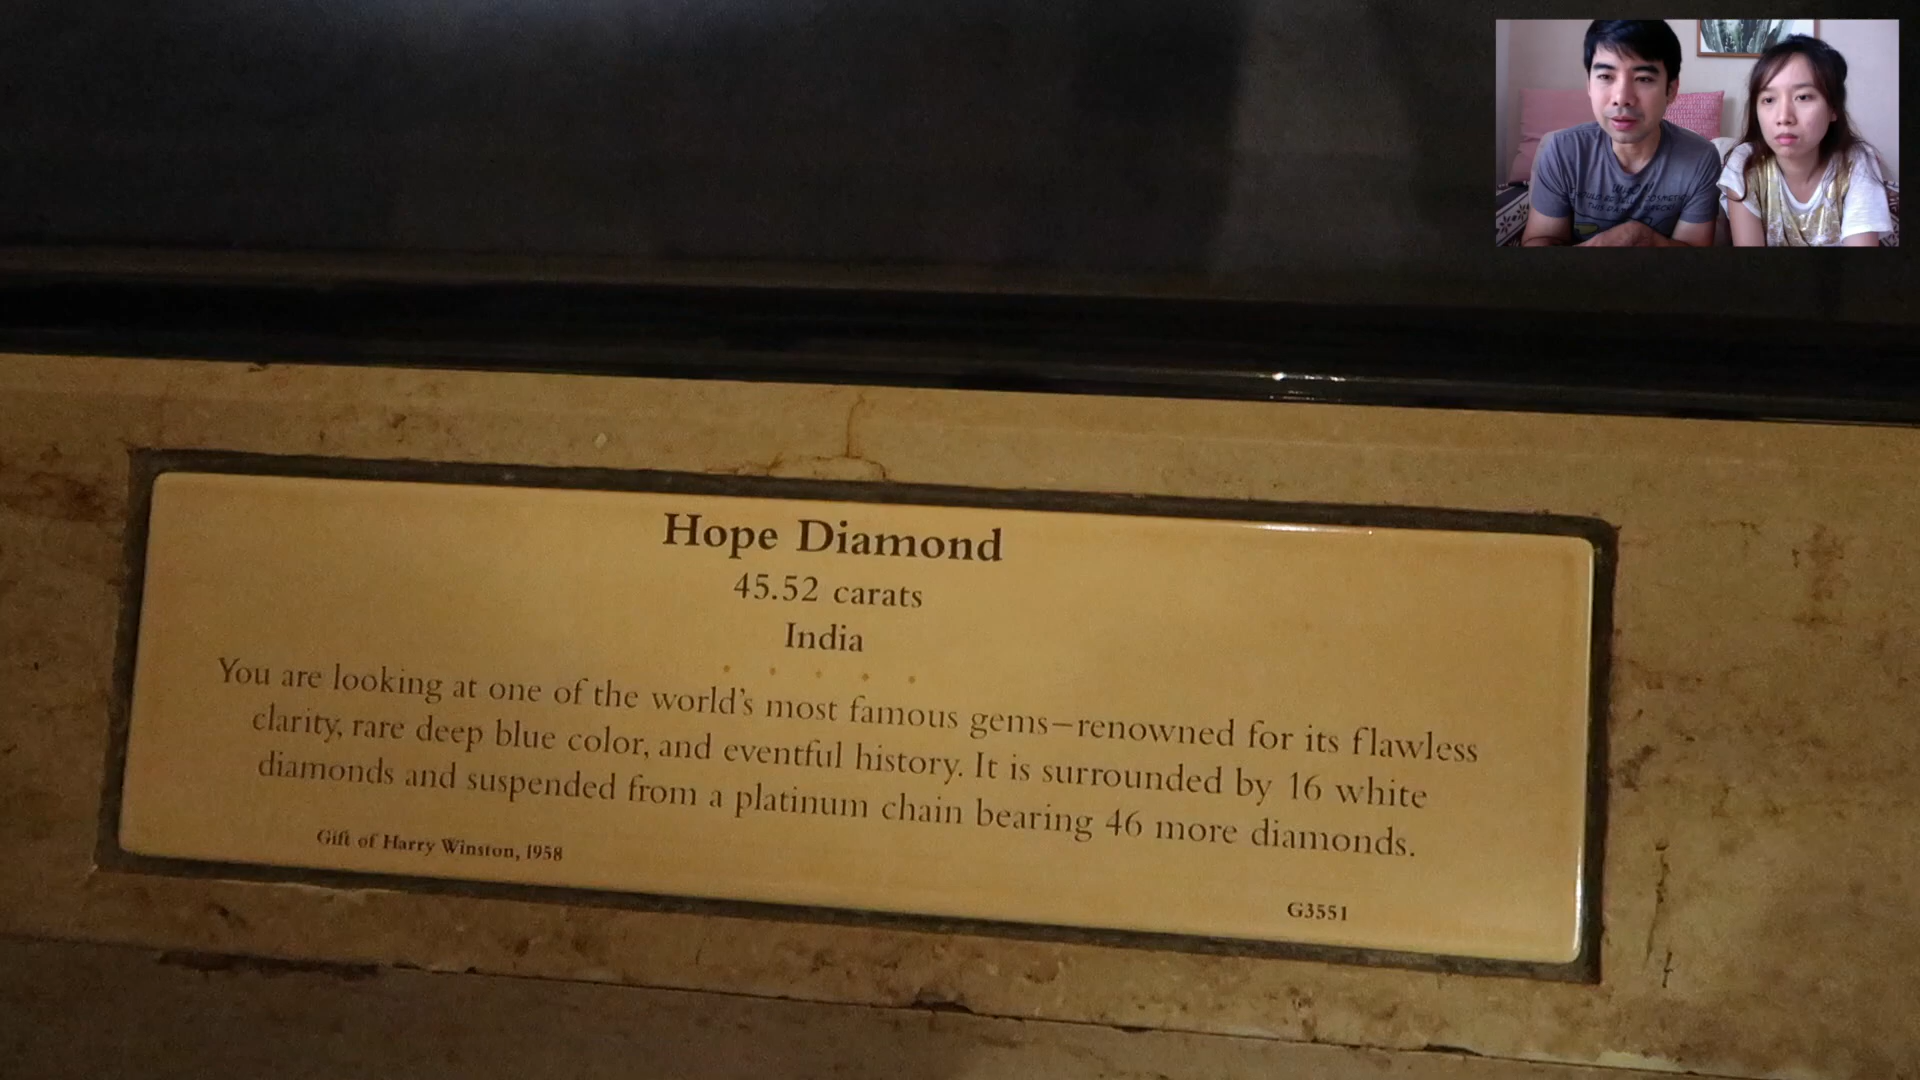 Hope Diamond
45.52 carats
India
You are looking at one of the world's most famous gems—renowned for its flawless
clarity, rare deep blue color, and eventful history. It is surrounded by 16 white
diamonds and suspended from a platinum chain bearing 46 more diamonds.
Gift of Harry Winston, 1958
G3551